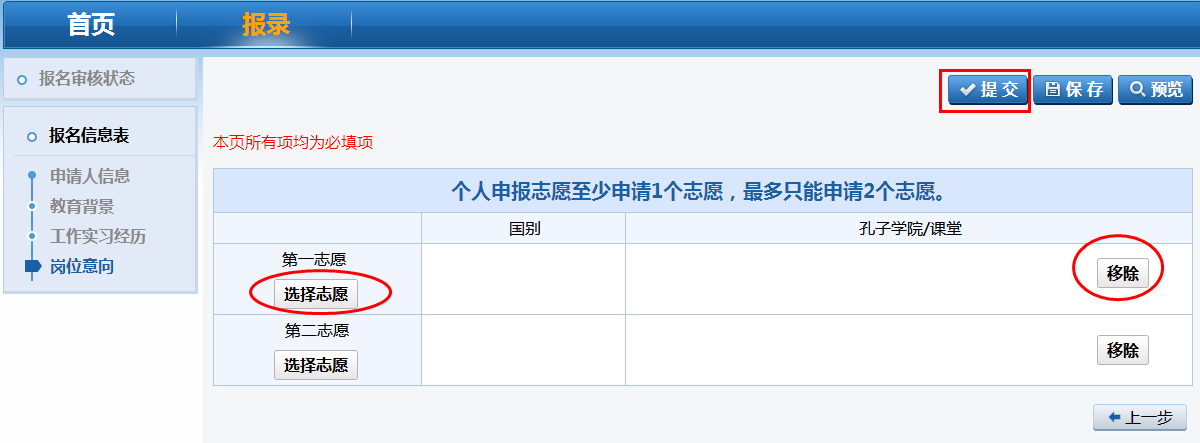 首页 报录
报名审核状态
提 交 保 存 预览
报名信息表
本页所有项均为必填项
申请人信息
教育背景
工作实习经历
岗位意向
个人申报志愿至少申请1个志愿，最多只能申请2个志愿。
国别 孔子学院/课堂
第一志愿
选择志愿 移除
第二志愿
选择志愿 移除
上一步